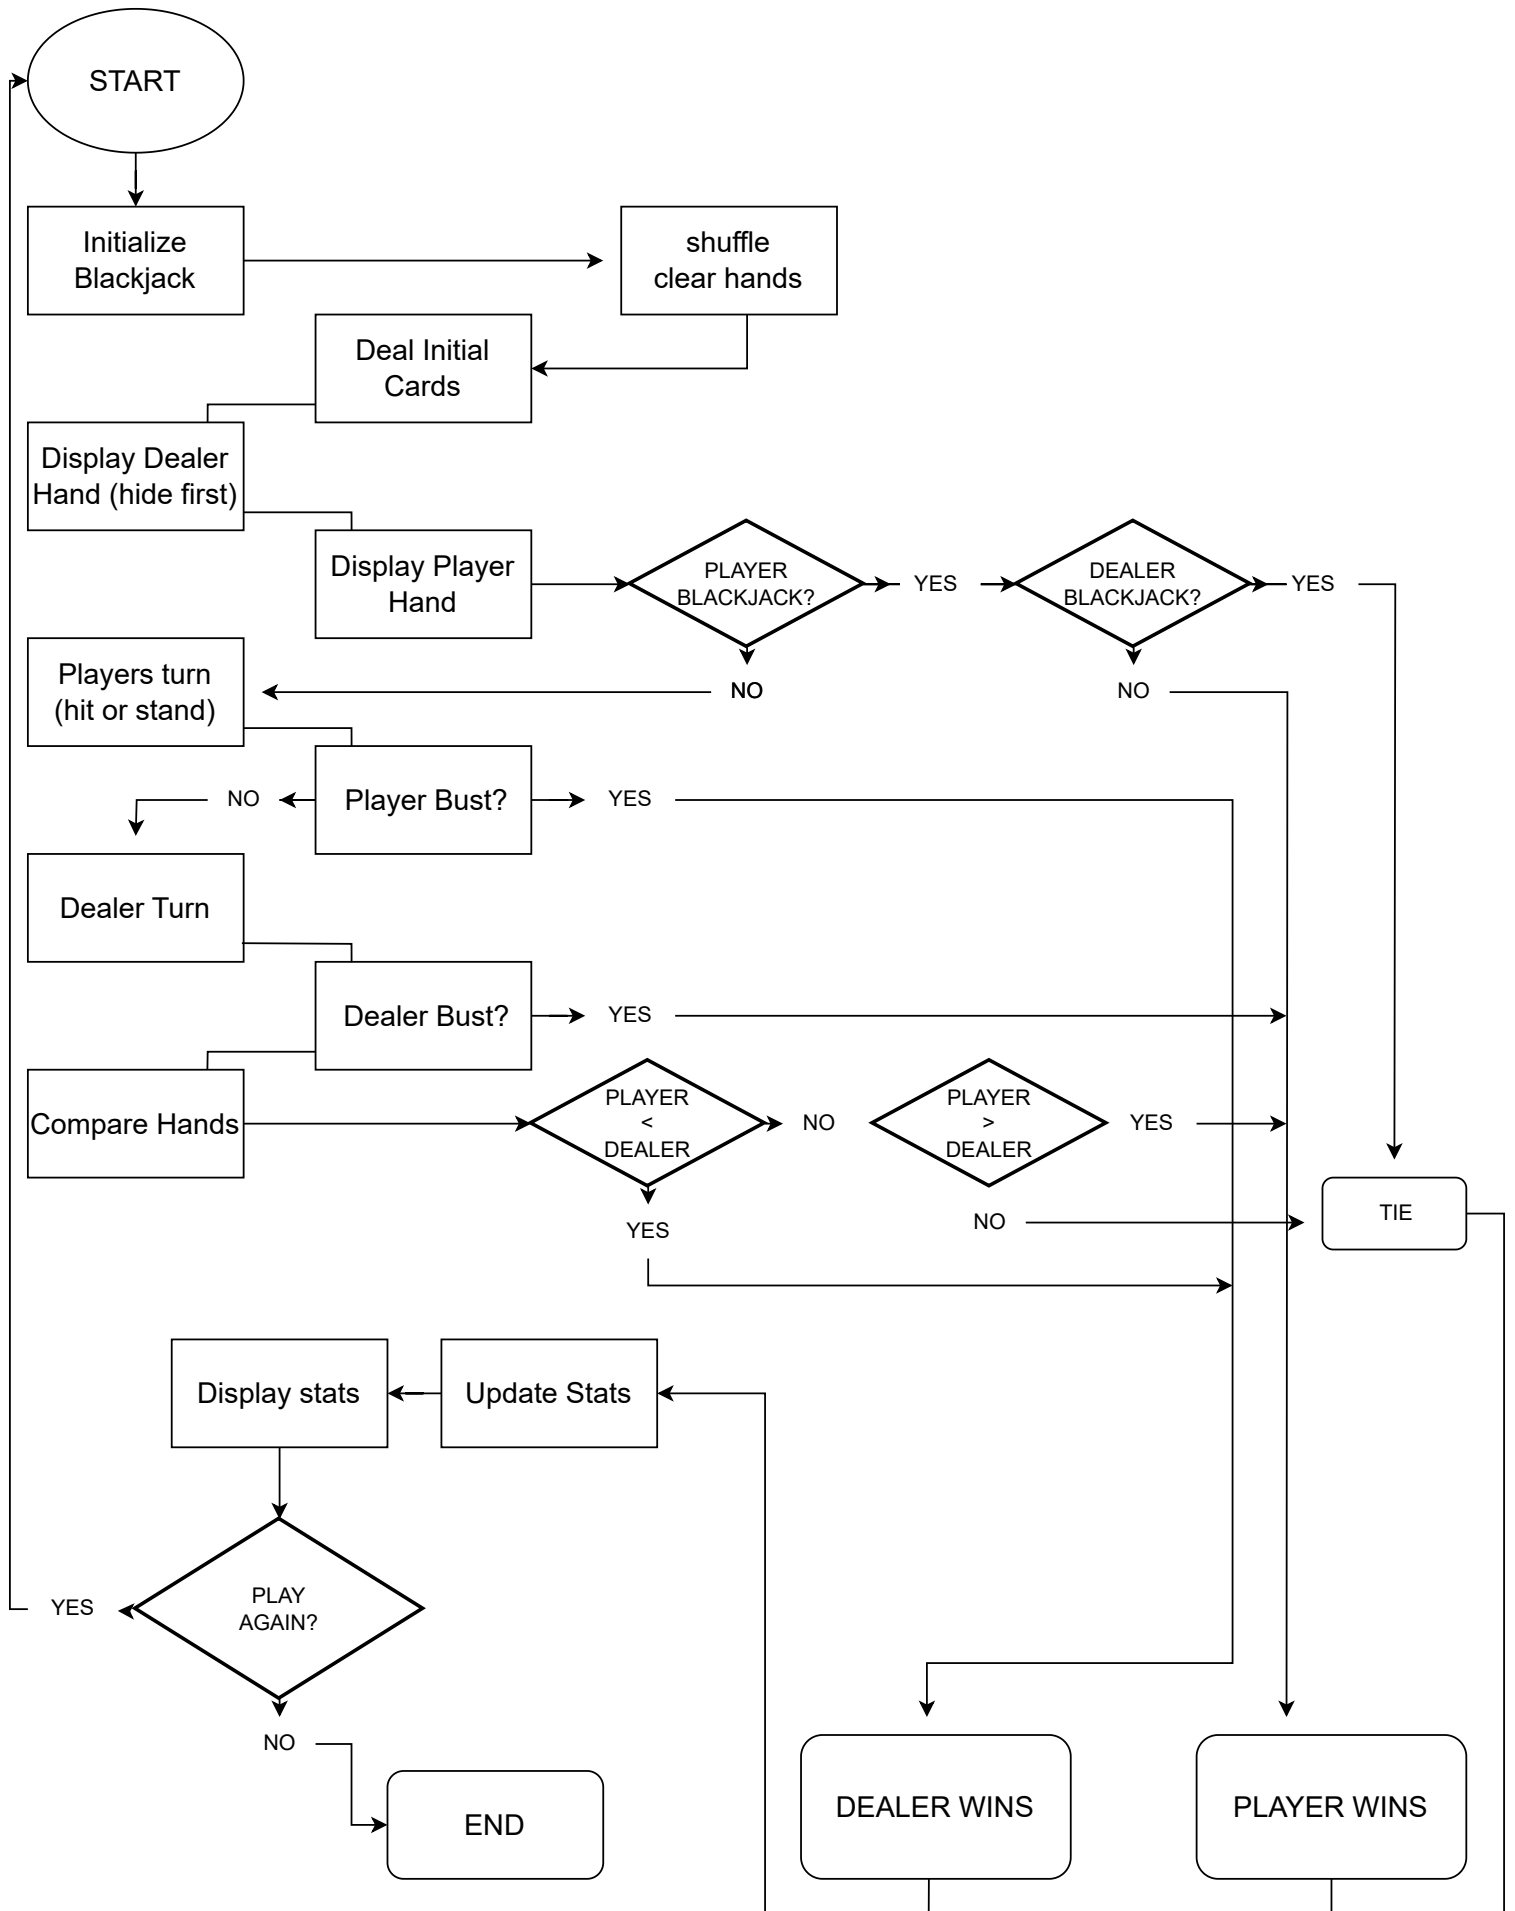 START
Initialize
Blackjack
shuffle
clear hands
Deal Initial
Cards
Display Dealer
Hand (hide first)
Display Player
Hand
PLAYER
BLACKJACK?
YES
DEALER
BLACKJACK?
YES
Players turn
(hit or stand)
NO
NO
NO
Player Bust?
YES
Dealer Turn
Dealer Bust?
YES
Compare Hands
PLAYER
<
DEALER
NO
PLAYER
>
DEALER
YES
YES
NO
TIE
Display stats
Update Stats
YES
PLAY
AGAIN?
NO
END
DEALER WINS
PLAYER WINS